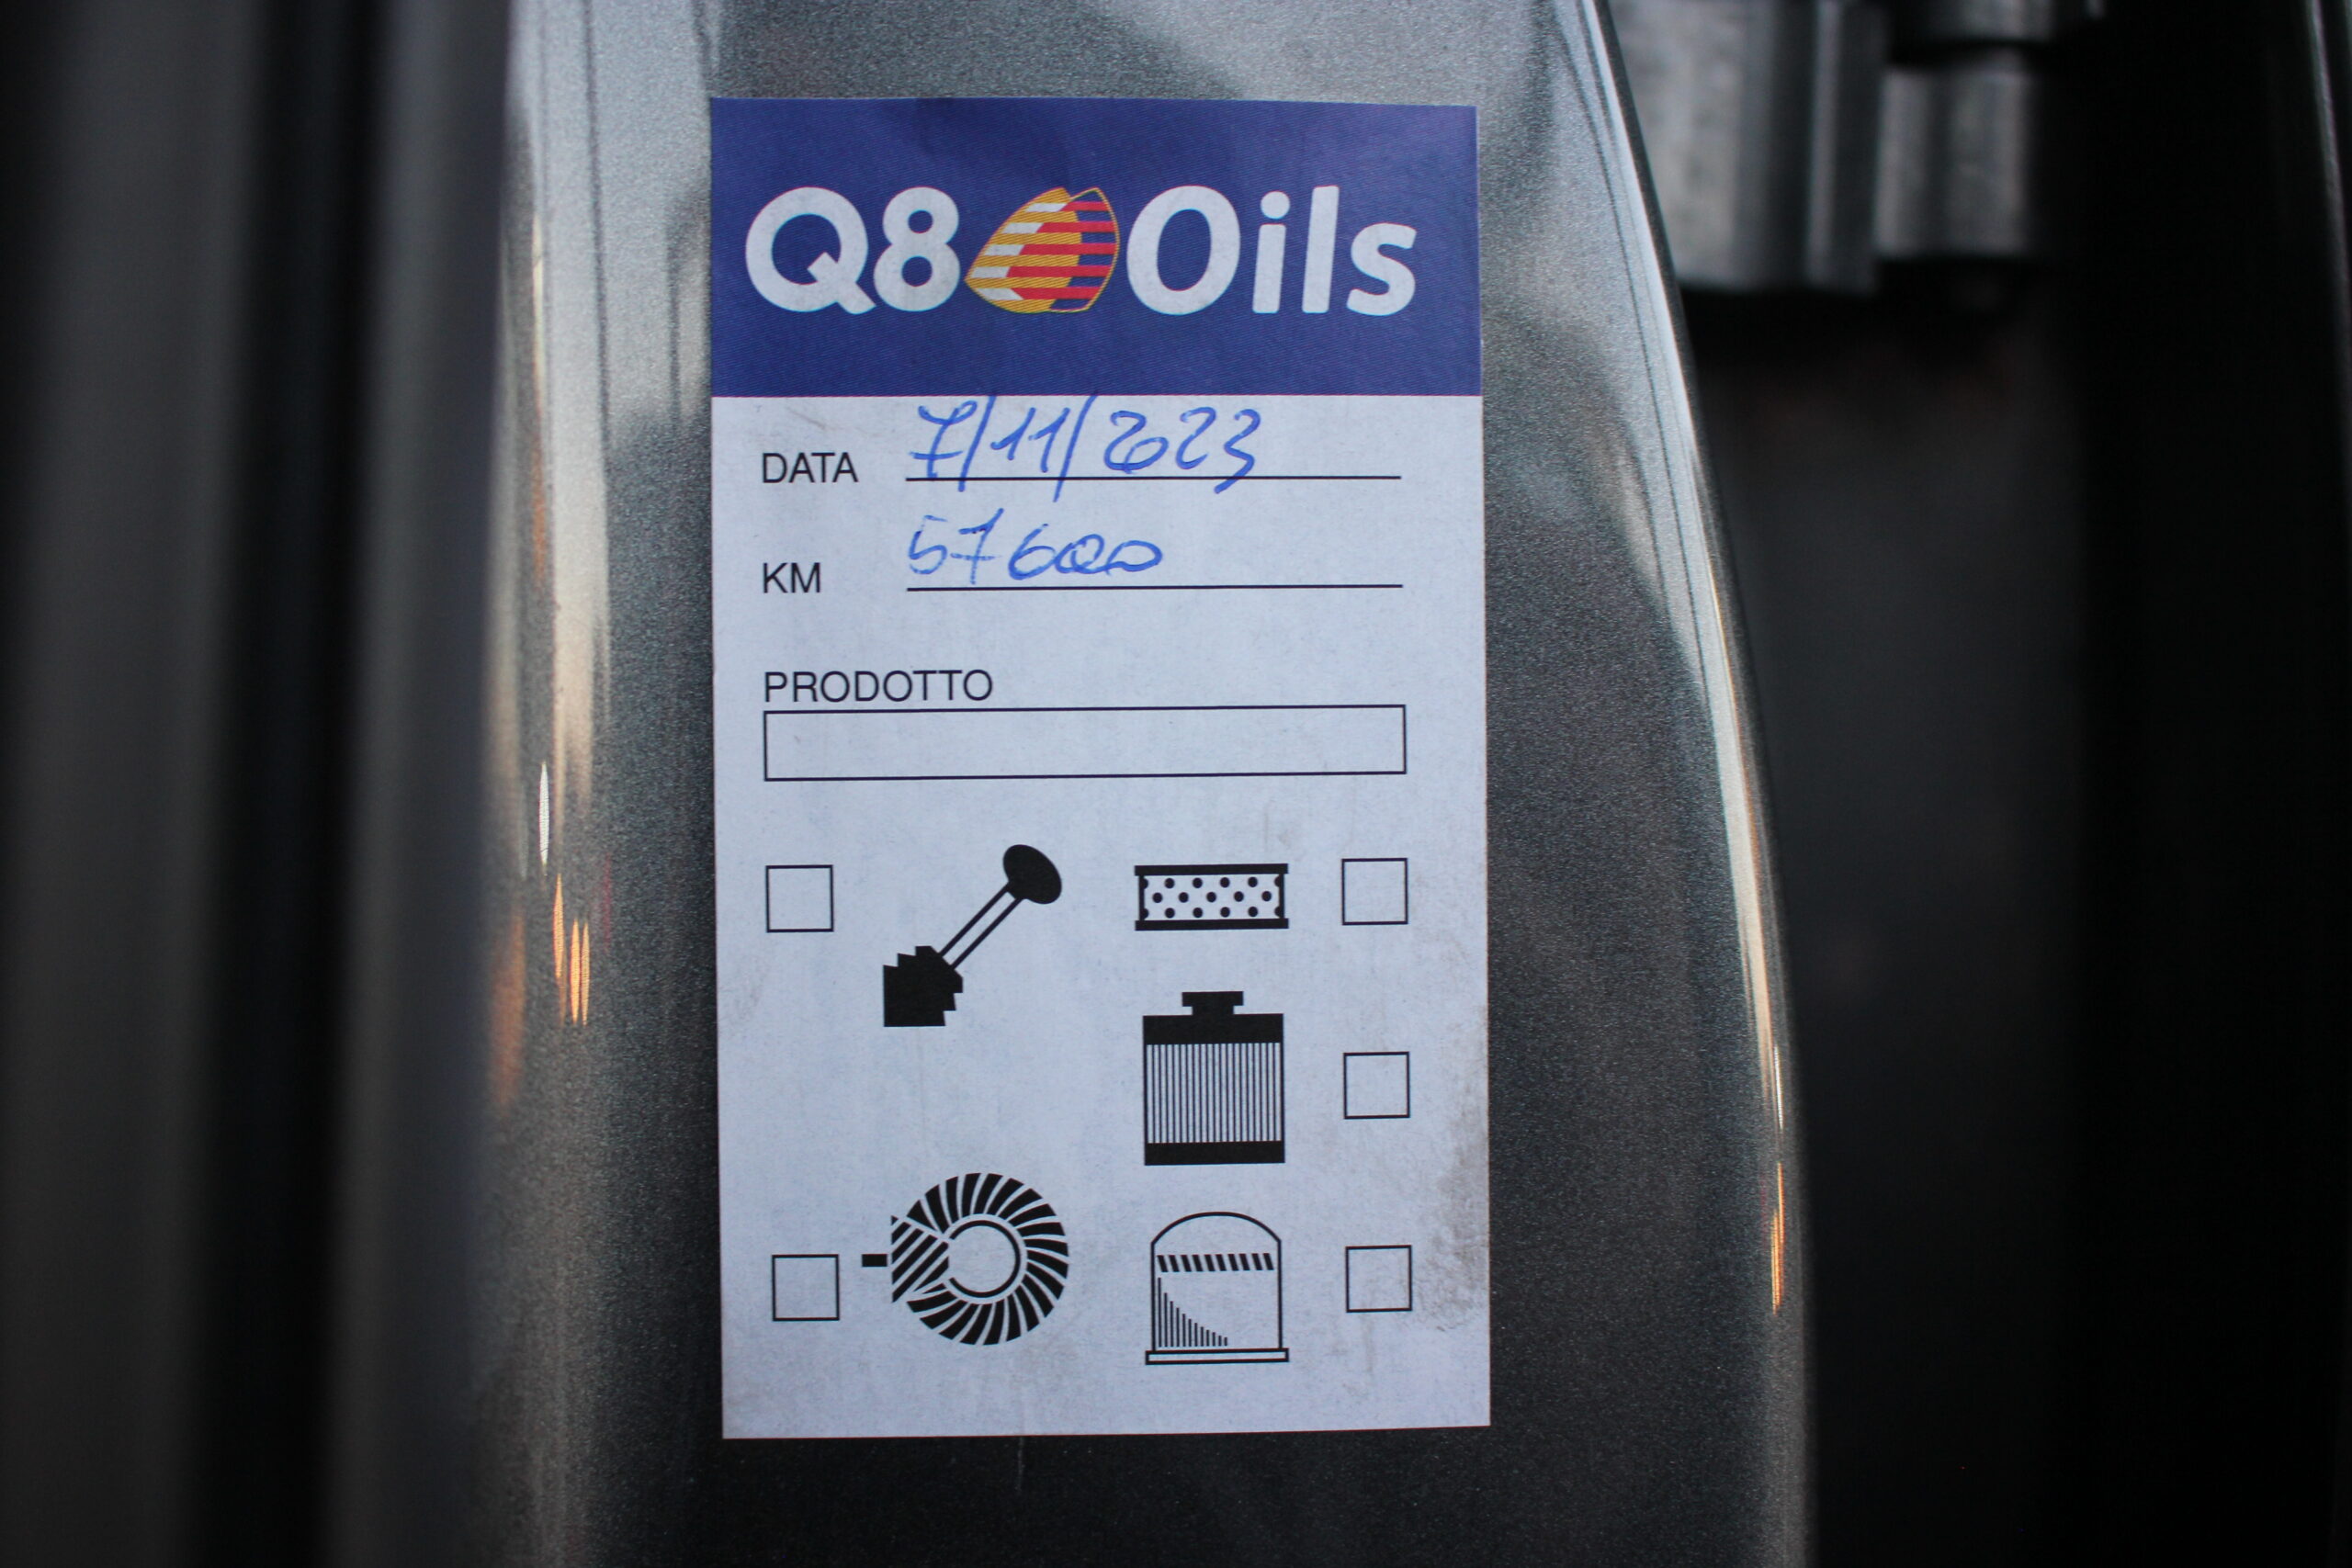 Q8 Oils
DATA 7/11/2023
KM 57600
PRODOTTO